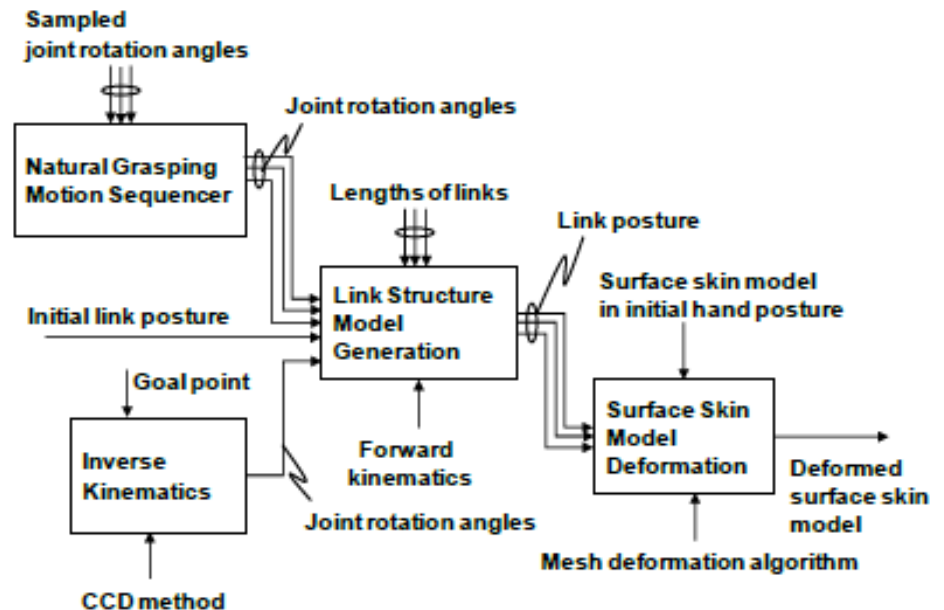 Sampled
joint rotation angles
Joint rotation angles
Natural Grasping
Motion Sequencer
Lengths of links
Link posture
Surface skin model
in initial hand posture
Link Structure
Model
Generation
Initial link posture
Goal point
Surface Skin
Model
Deformation
Inverse
Kinematics
Forward
kinematics
Deformed
surface skin
model
Joint rotation angles
Mesh deformation algorithm
CCD method